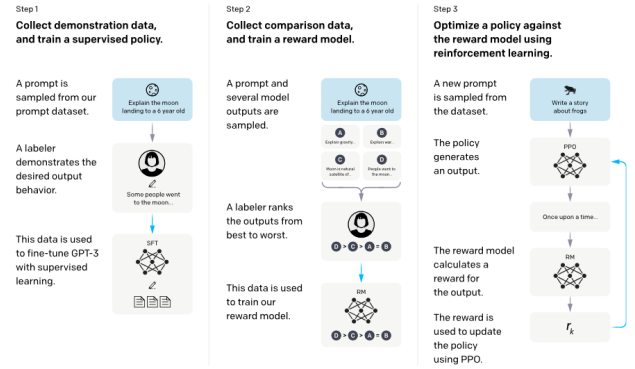 Step 1
Collect demonstration data,
and train a supervised policy.
A prompt is
sampled from our
prompt dataset.
Explain the moon
landing to a 6 year old
A labeler
demonstrates the
desired output
behavior.
Some people went
to the moon...
This data is used
to fine-tune GPT-3
with supervised
learning.
SFT
Step 2
Collect comparison data,
and train a reward model.
A prompt and
several model
outputs are
sampled.
Explain the moon
landing to a 6 year old
A
Explain gravity...
B
Explain war...
C
Moon is natural
satellite of...
D
People went to
the moon...
A labeler ranks
the outputs from
best to worst.
D > C > A = B
This data is used
to train our
reward model.
RM
D > C > A = B
Step 3
Optimize a policy against
the reward model using
reinforcement learning.
A new prompt
is sampled from
the dataset.
Write a story
about frogs
The policy
generates
an output.
PPO
Once upon a time...
The reward model
calculates a
reward for
the output.
RM
The reward is
used to update
the policy
using PPO.
rk